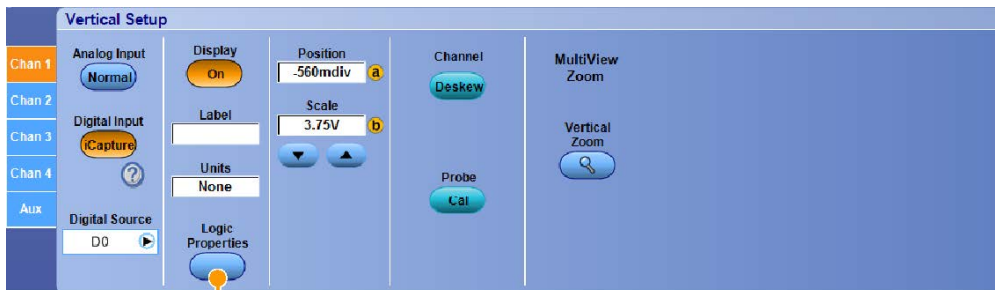 Vertical Setup
Chan 1
Chan 2
Chan 3
Chan 4
Aux
Analog Input
Normal
Digital Input
iCapture
?
Digital Source
D0
Display
On
Label
Units
None
Logic
Properties
Position
-560mdiv
a
Scale
3.75V
b
Channel
Deskew
Probe
Cal
MultiView
Zoom
Vertical
Zoom